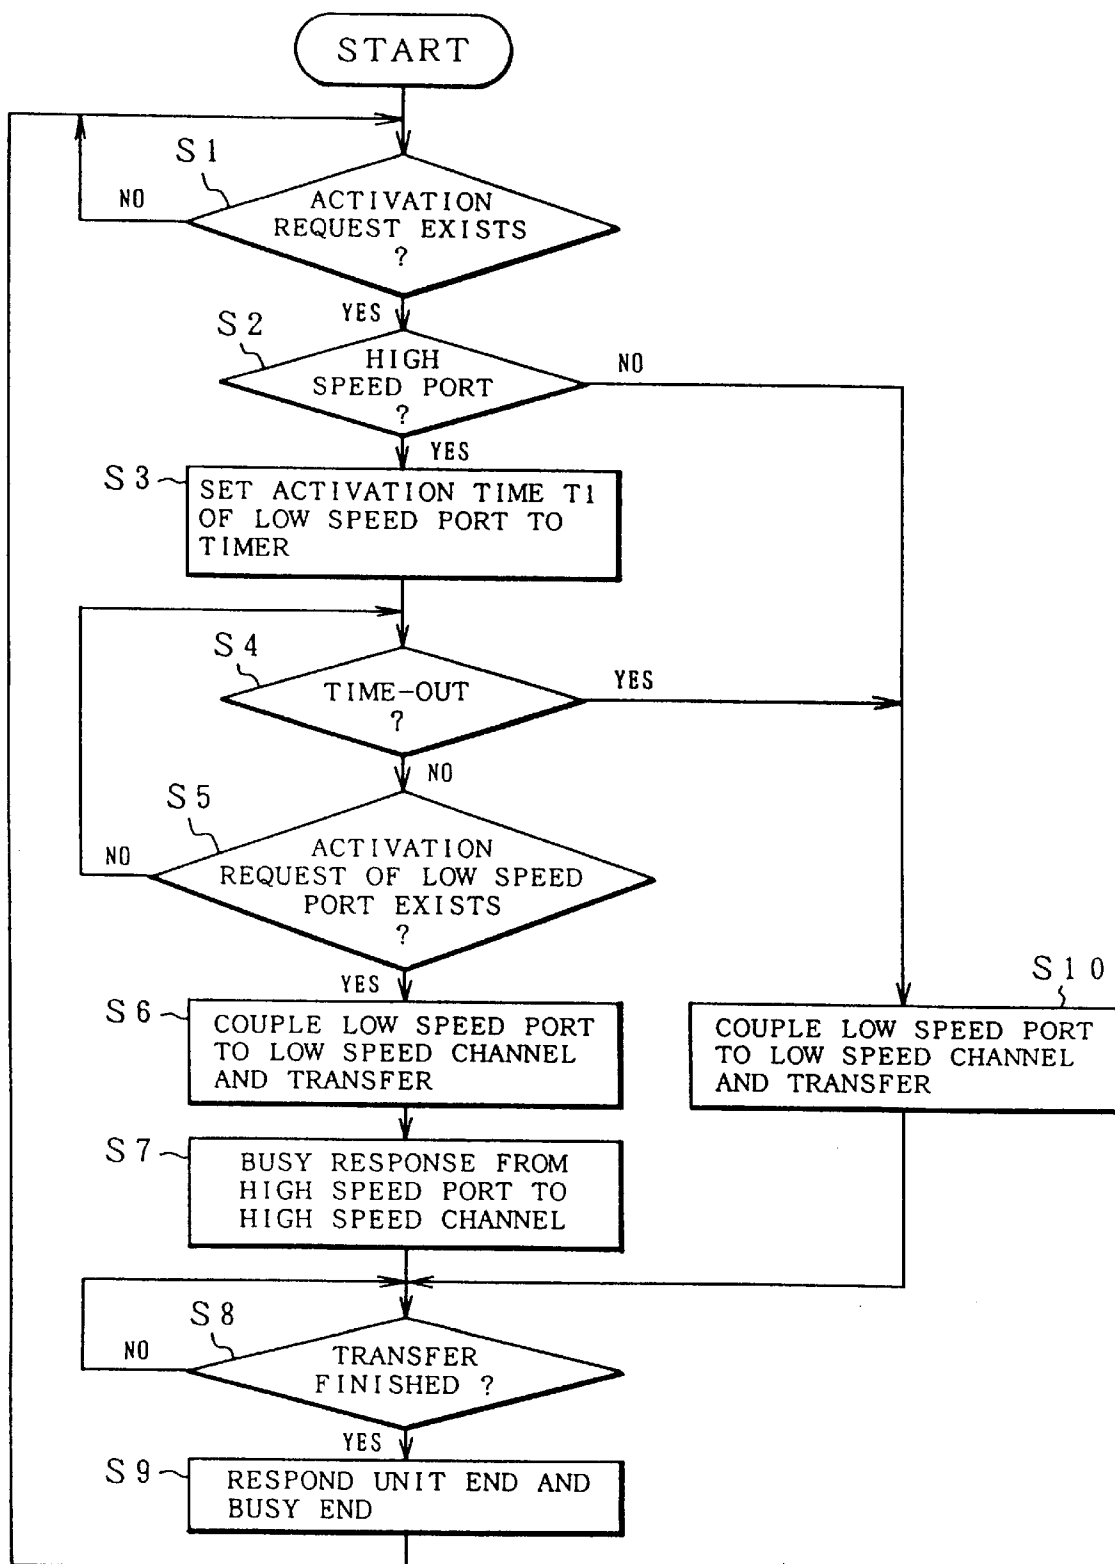 START
S1
NO
ACTIVATION
REQUEST EXISTS
?
YES
S2
HIGH
SPEED PORT
?
NO
YES
S3
SET ACTIVATION TIME T1
OF LOW SPEED PORT TO
TIMER
S4
TIME-OUT
?
YES
NO
S5
NO
ACTIVATION
REQUEST OF LOW SPEED
PORT EXISTS
?
YES
S6
COUPLE LOW SPEED PORT
TO LOW SPEED CHANNEL
AND TRANSFER
S10
COUPLE LOW SPEED PORT
TO LOW SPEED CHANNEL
AND TRANSFER
S7
BUSY RESPONSE FROM
HIGH SPEED PORT TO
HIGH SPEED CHANNEL
S8
NO
TRANSFER
FINISHED ?
YES
S9
RESPOND UNIT END AND
BUSY END